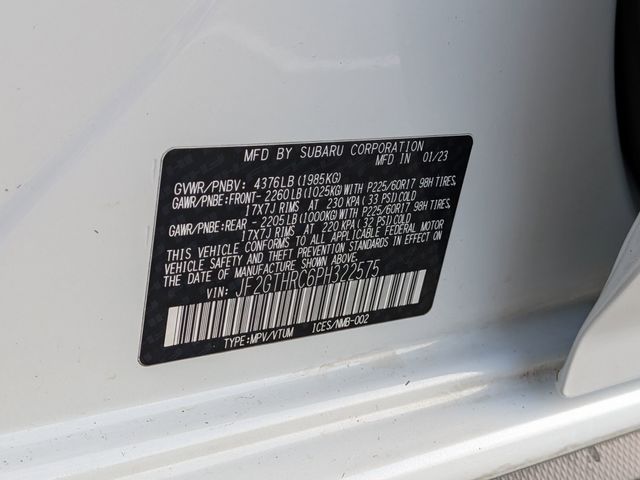 MFD BY SUBARU CORPORATION
MFD IN 01/23
GVWR/PNBV: 4376LB (1985KG)
GAWR/PNBE:FRONT- 2260LB (1025KG) WITH P225/60R17 98H TIRES,
17X7J RIMS AT 230 KPA ( 33 PSI) COLD
GAWR/PNBE:REAR - 2205LB (1000KG) WITH P225/60R17 98H TIRES,
17X7J RIMS AT 220 KPA ( 32 PSI) COLD
THIS VEHICLE CONFORMS TO ALL APPLICABLE FEDERAL MOTOR
VEHICLE SAFETY AND THEFT PREVENTION STANDARDS IN EFFECT ON
THE DATE OF MANUFACTURE SHOWN ABOVE.
VIN: JF2GTHRC6PH322575
TYPE:MPV/VTUM ICES/NMB-002